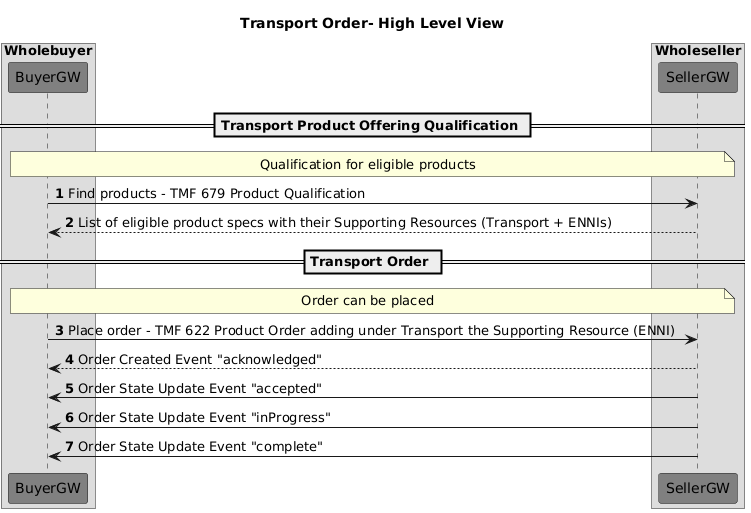 Transport Order- High Level View
Wholebuyer
Wholeseller
BuyerGW
SellerGW
Transport Product Offering Qualification
Qualification for eligible products
1 Find products - TMF 679 Product Qualification
2 List of eligible product specs with their Supporting Resources (Transport + ENNIs)
Transport Order
Order can be placed
3 Place order - TMF 622 Product Order adding under Transport the Supporting Resource (ENNI)
4 Order Created Event "acknowledged"
5 Order State Update Event "accepted"
6 Order State Update Event "inProgress"
7 Order State Update Event "complete"
BuyerGW
SellerGW